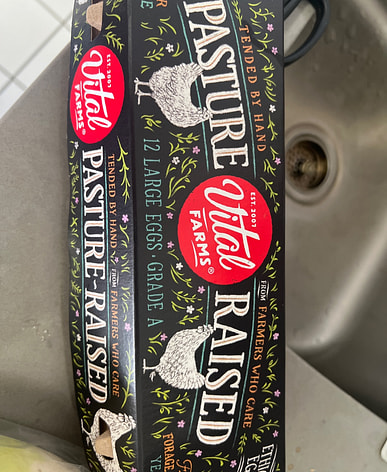 TENDED BY HAND
FROM FARMERS WHO CARE
PASTURE
EST. 2007
Vital
FARMS®
RAISED
12 LARGE EGGS · GRADE A
EST. 2007
Vital
FARMS
TENDED BY HAND FROM FARMERS WHO CARE
PASTURE-RAISED